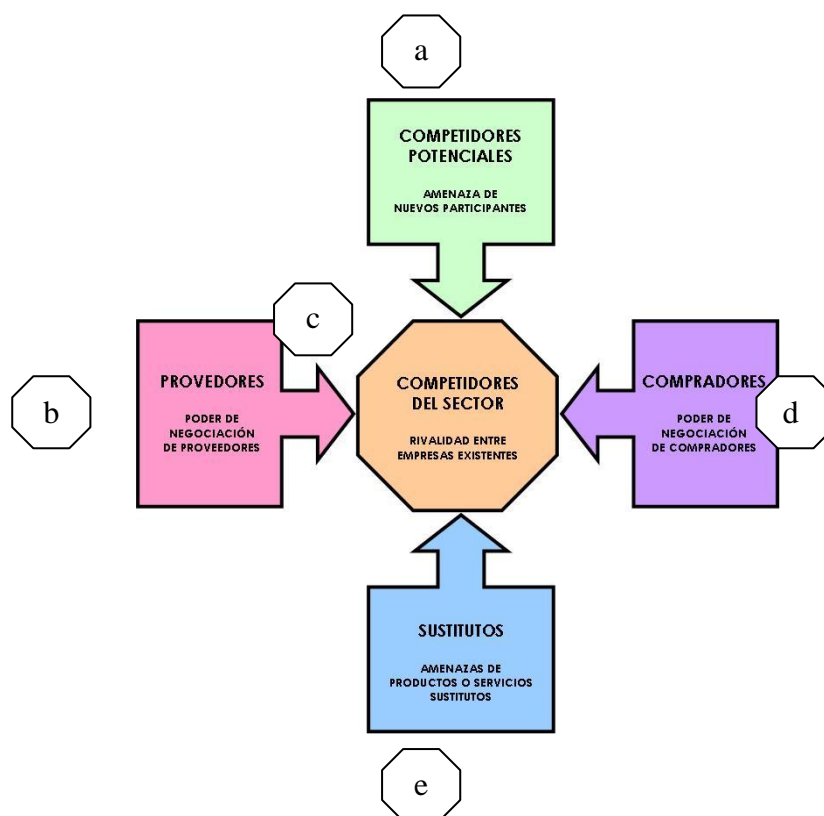 a
COMPETIDORES
POTENCIALES
AMENAZA DE
NUEVOS PARTICIPANTES
c
b
PROVEDORES
PODER DE
NEGOCIACIÓN
DE PROVEEDORES
COMPETIDORES
DEL SECTOR
RIVALIDAD ENTRE
EMPRESAS EXISTENTES
COMPRADORES
PODER DE
NEGOCIACIÓN
DE COMPRADORES
d
SUSTITUTOS
AMENAZAS DE
PRODUCTOS O SERVICIOS
SUSTITUTOS
e